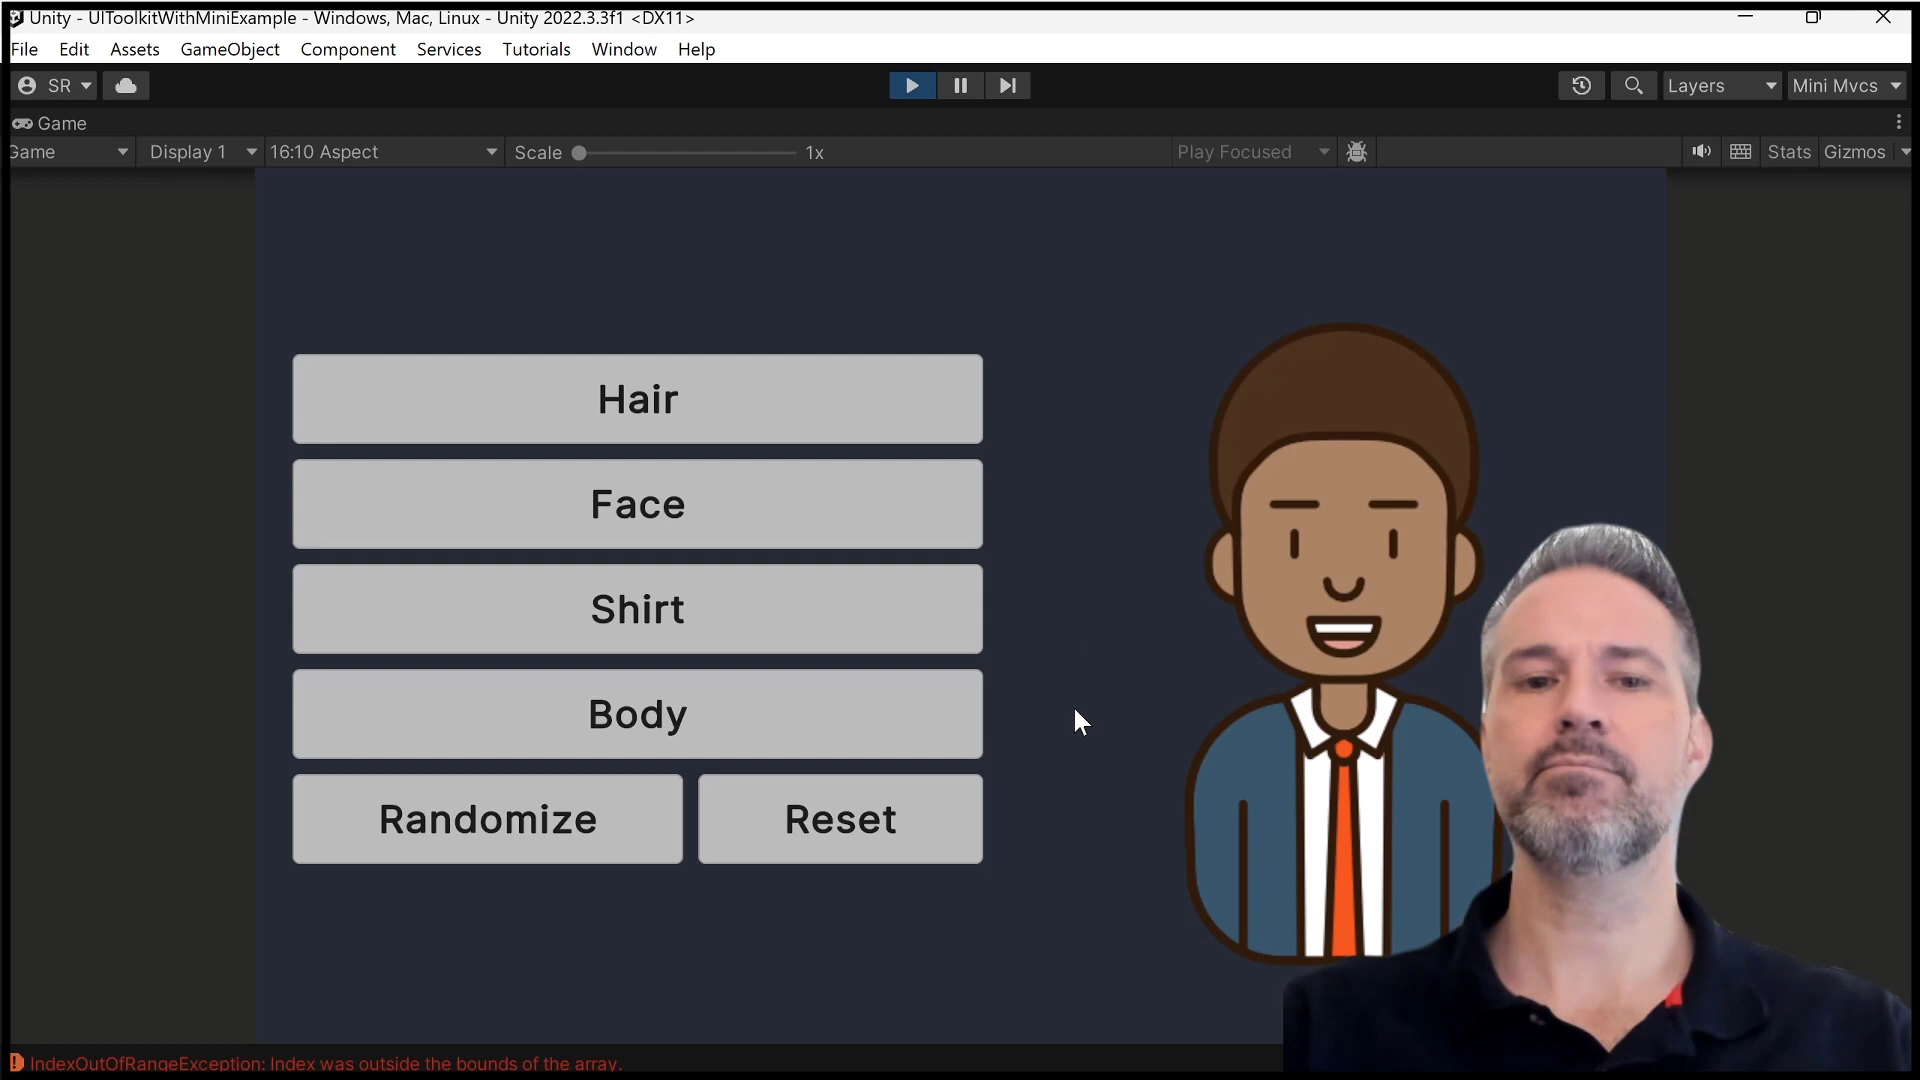 Unity - UIToolkitWithMiniExample - Windows, Mac, Linux - Unity 2022.3.3f1 <DX11>
File Edit Assets GameObject Component Services Tutorials Window Help
SR Layers Mini Mvcs
Game
Game Display 1 16:10 Aspect Scale 1x Play Focused Stats Gizmos
Hair
Face
Shirt
Body
Randomize Reset
IndexOutOfRangeException: Index was outside the bounds of the array.